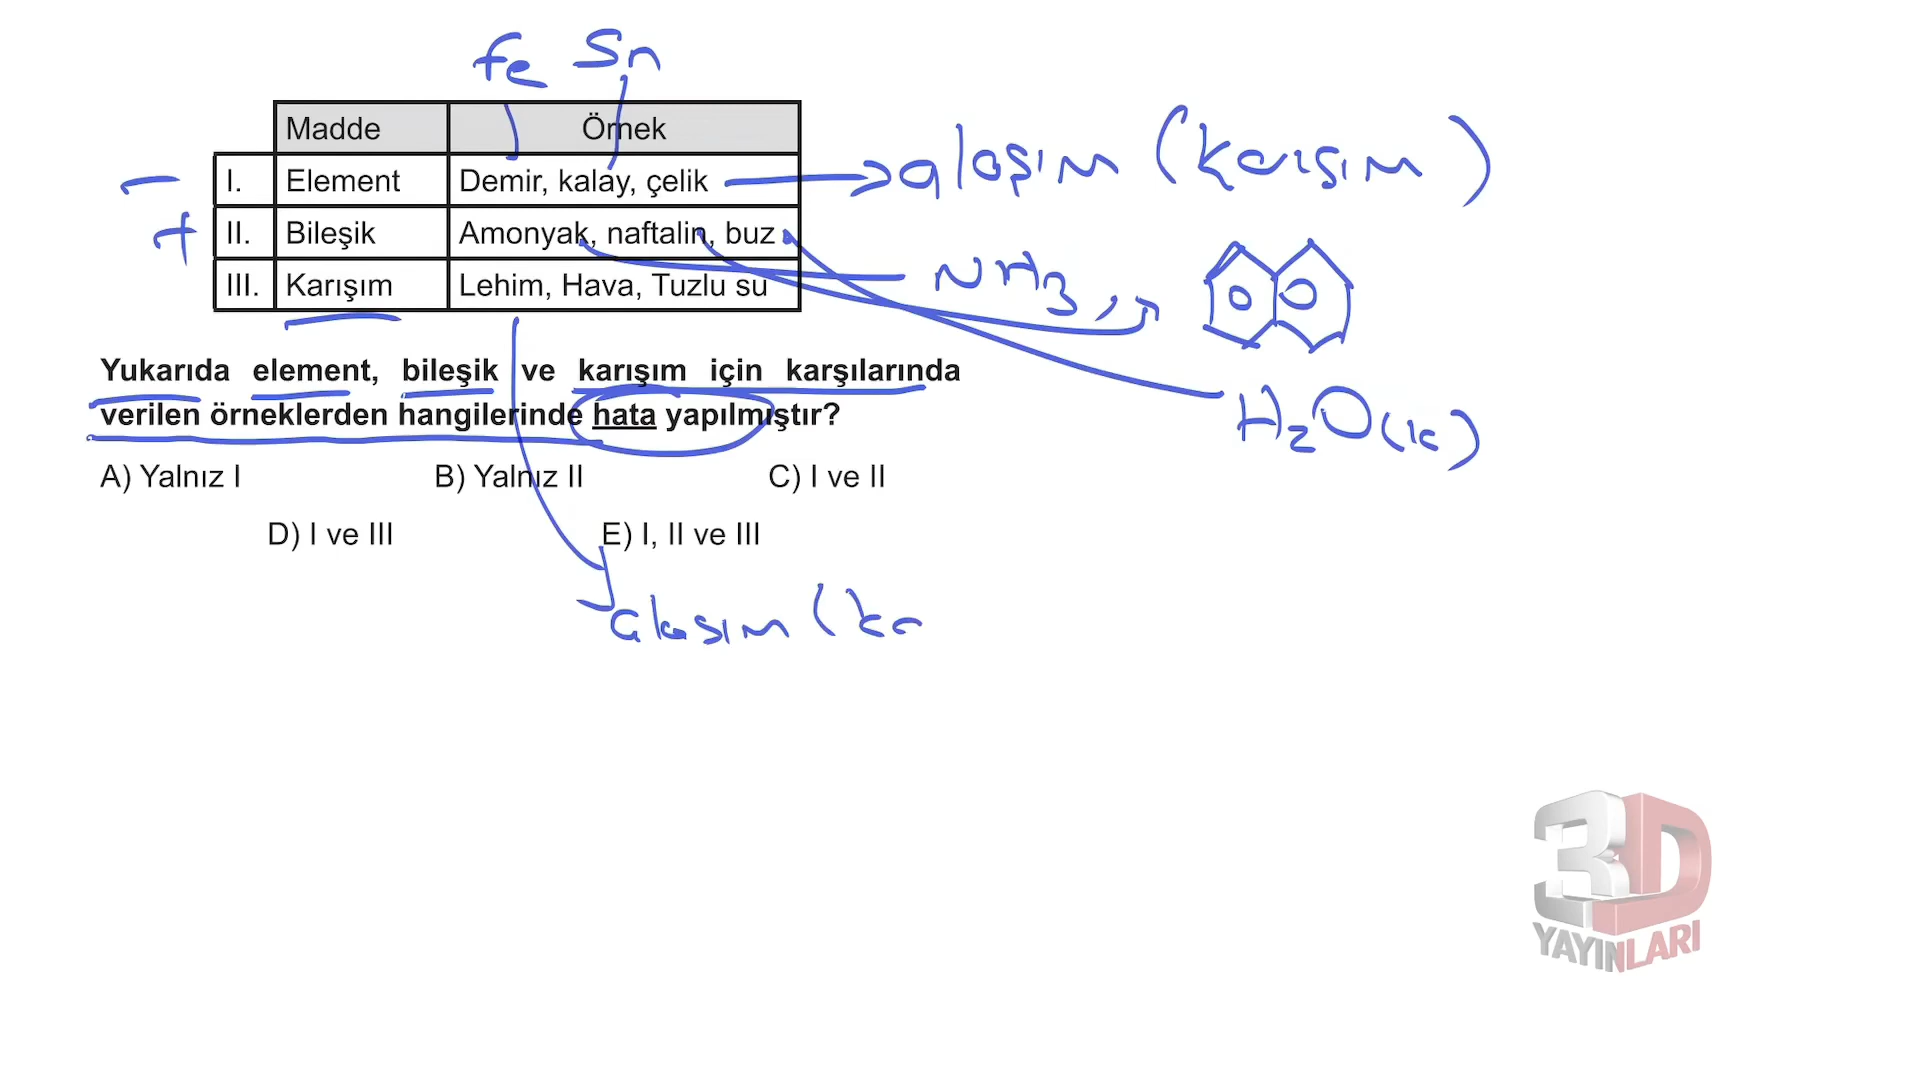 Fe Sn
Madde Örnek
I. Element Demir, kalay, çelik alaşım (karışım)
II. Bileşik Amonyak, naftalin, buz
III. Karışım Lehim, Hava, Tuzlu su NH3,
Yukarıda element, bileşik ve karışım için karşılarında
verilen örneklerden hangilerinde hata yapılmıştır?
H2O(k)
A) Yalnız I B) Yalnız II C) I ve II
D) I ve III E) I, II ve III
alaşım (ka
3D
YAYINLARI